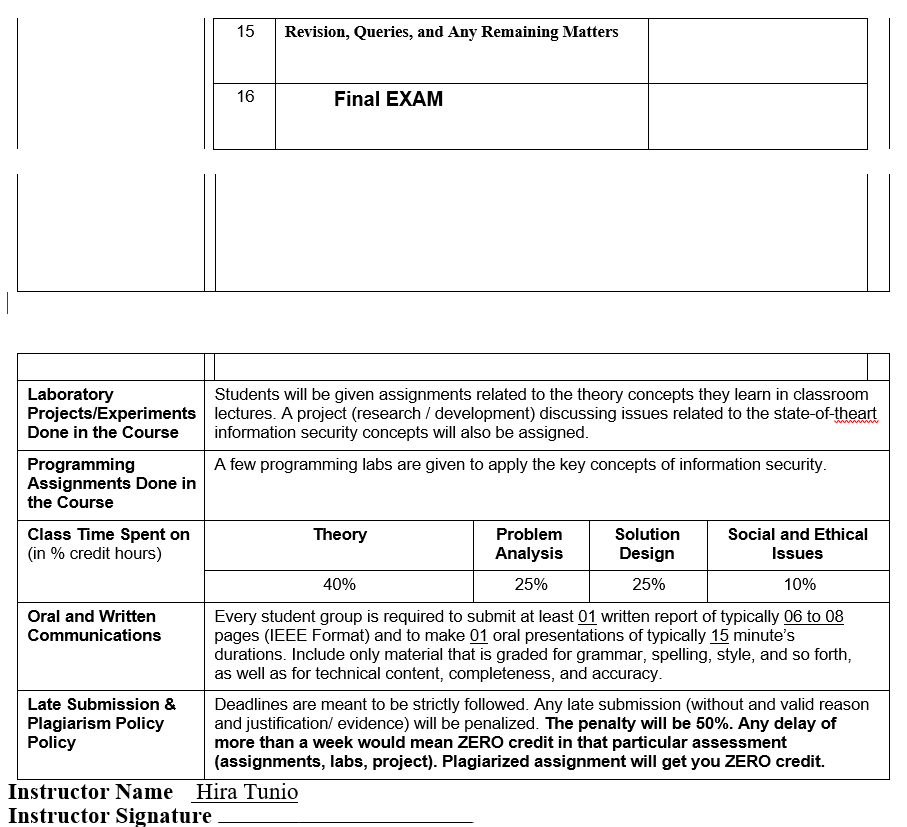 15 Revision, Queries, and Any Remaining Matters
16 Final EXAM
Laboratory
Projects/Experiments
Done in the Course
Students will be given assignments related to the theory concepts they learn in classroom
lectures. A project (research / development) discussing issues related to the state-of-theart
information security concepts will also be assigned.
Programming
Assignments Done in
the Course
A few programming labs are given to apply the key concepts of information security.
Class Time Spent on
(in % credit hours)
Theory
Problem
Analysis
Solution
Design
Social and Ethical
Issues
40% 25% 25% 10%
Oral and Written
Communications
Every student group is required to submit at least 01 written report of typically 06 to 08
pages (IEEE Format) and to make 01 oral presentations of typically 15 minute's
durations. Include only material that is graded for grammar, spelling, style, and so forth,
as well as for technical content, completeness, and accuracy.
Late Submission &
Plagiarism Policy
Policy
Deadlines are meant to be strictly followed. Any late submission (without and valid reason
and justification/ evidence) will be penalized. The penalty will be 50%. Any delay of
more than a week would mean ZERO credit in that particular assessment
(assignments, labs, project). Plagiarized assignment will get you ZERO credit.
Instructor Name Hira Tunio
Instructor Signature